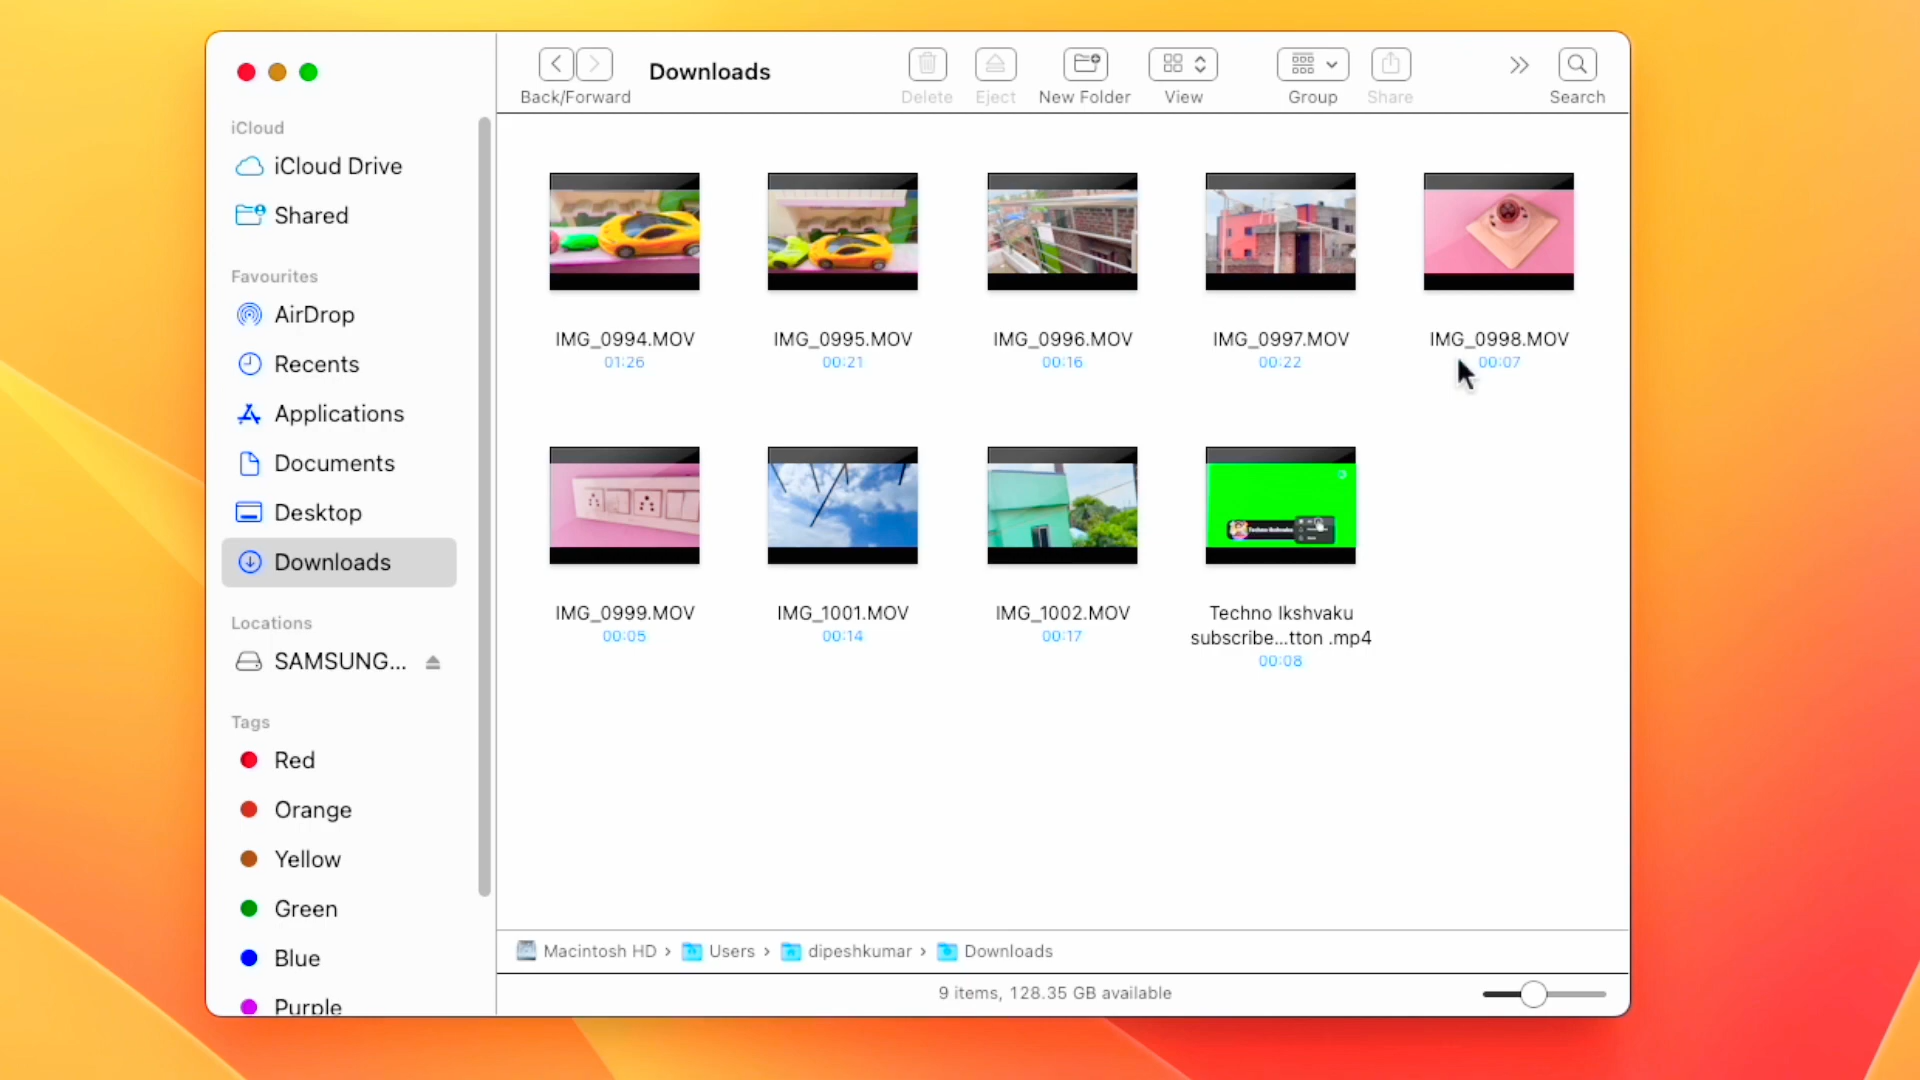 Back/Forward
Downloads
Delete
Eject
New Folder
View
Group
Share
Search
iCloud
iCloud Drive
Shared
Favourites
AirDrop
Recents
Applications
Documents
Desktop
Downloads
Locations
SAMSUNG...
Tags
Red
Orange
Yellow
Green
Blue
Purple
IMG_0994.MOV
01:26
IMG_0995.MOV
00:21
IMG_0996.MOV
00:16
IMG_0997.MOV
00:22
IMG_0998.MOV
00:07
IMG_0999.MOV
00:05
IMG_1001.MOV
00:14
IMG_1002.MOV
00:17
Techno Ikshvaku
Techno Ikshvaku
subscribe...tton .mp4
00:08
Macintosh HD › Users › dipeshkumar › Downloads
9 items, 128.35 GB available